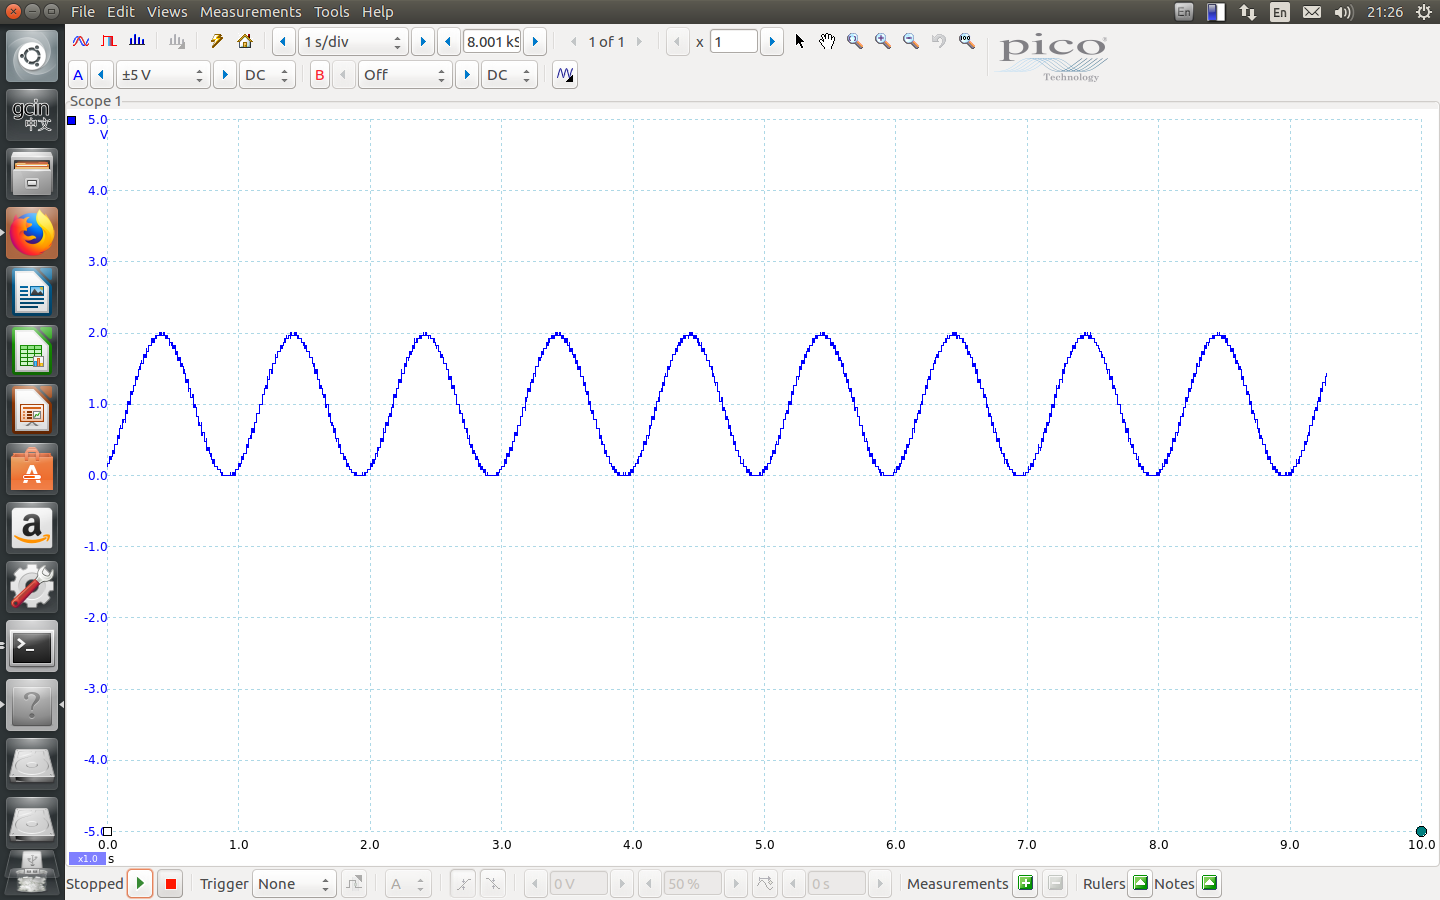 File Edit Views Measurements Tools Help
En
En
21:26
1 s/div
8.001 kS
1 of 1
x 1
pico
Technology
A ±5 V DC B Off DC
gcin
中文
Scope 1
5.0
V
4.0
3.0
2.0
1.0
0.0
-1.0
-2.0
-3.0
-4.0
-5.0
0.0 1.0 2.0 3.0 4.0 5.0 6.0 7.0 8.0 9.0 10.0
x1.0 s
Stopped Trigger None A 0 V 50 % 0 s Measurements Rulers Notes